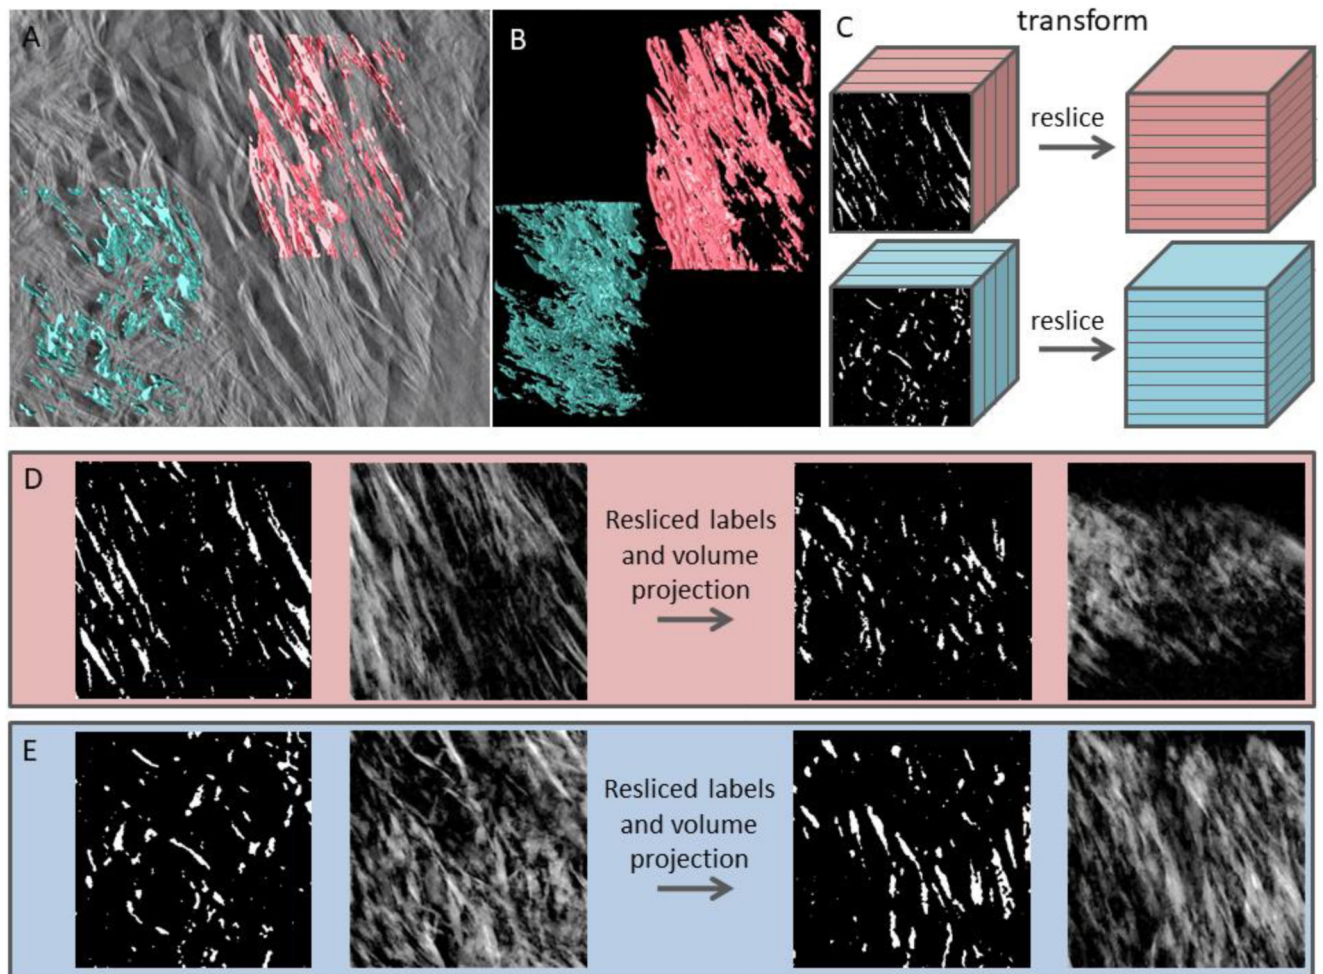 A
B
C
transform
reslice
reslice
D
Resliced labels
and volume
projection
E
Resliced labels
and volume
projection